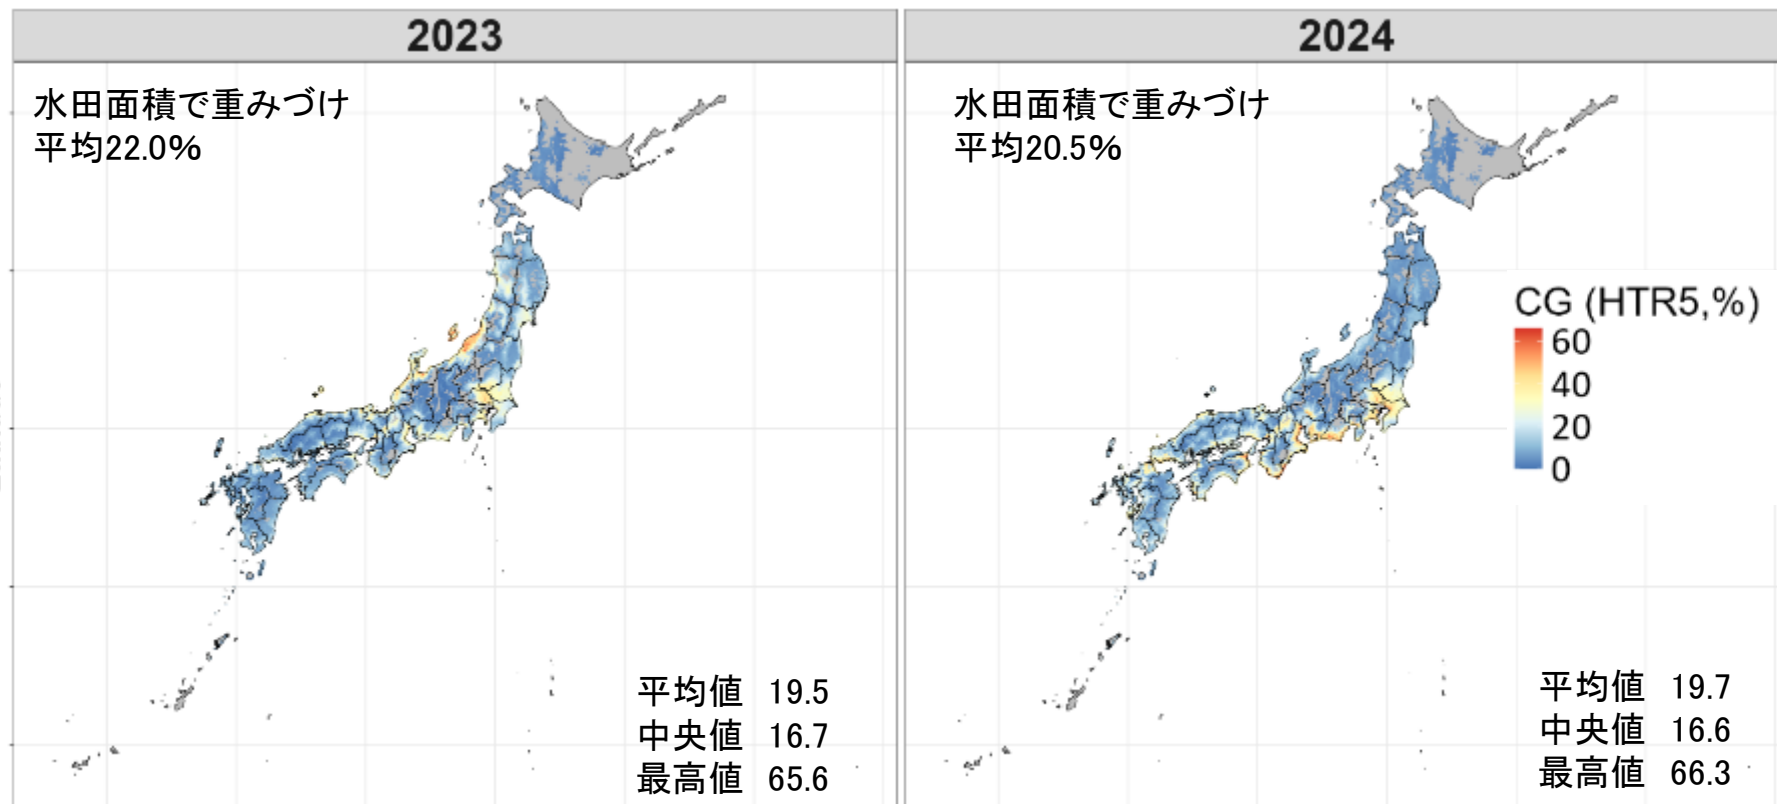 2023
水田面積で重みづけ
平均22.0%
平均値 19.5
中央値 16.7
最高値 65.6
2024
水田面積で重みづけ
平均20.5%
CG (HTR5,%)
60
40
20
0
平均値 19.7
中央値 16.6
最高値 66.3